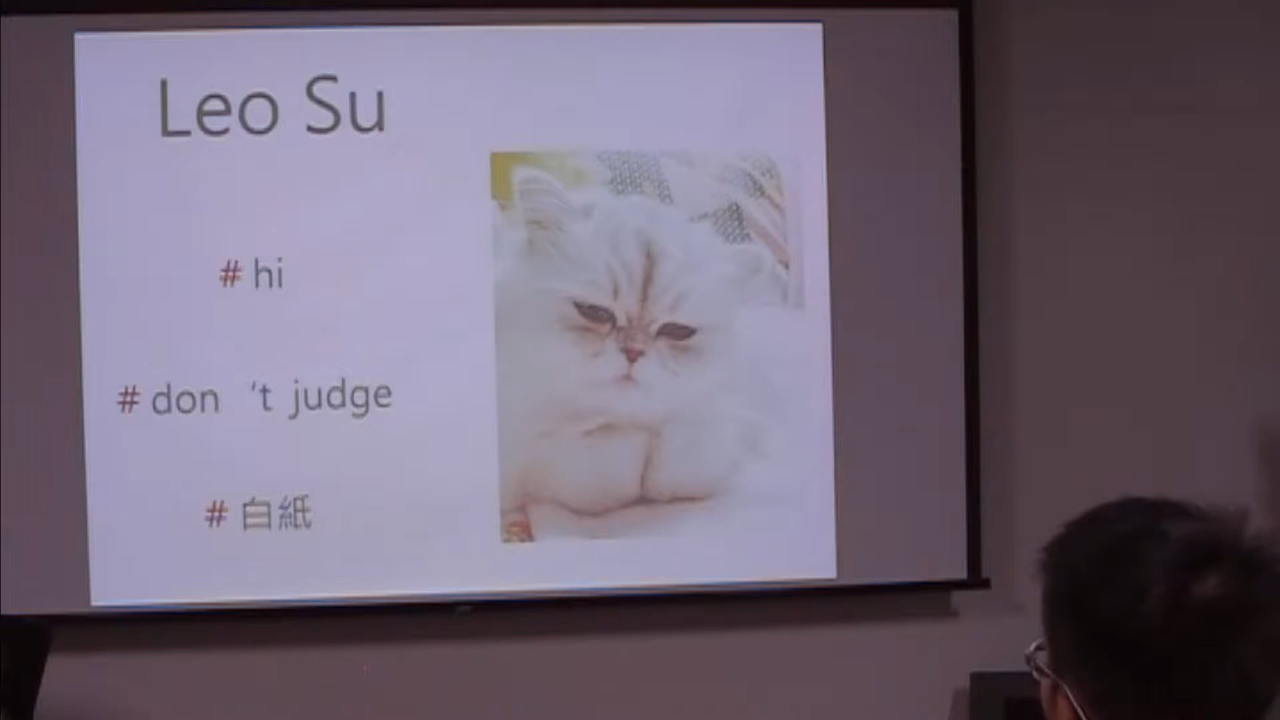 Leo Su
# hi
# don ‘t judge
# 白紙